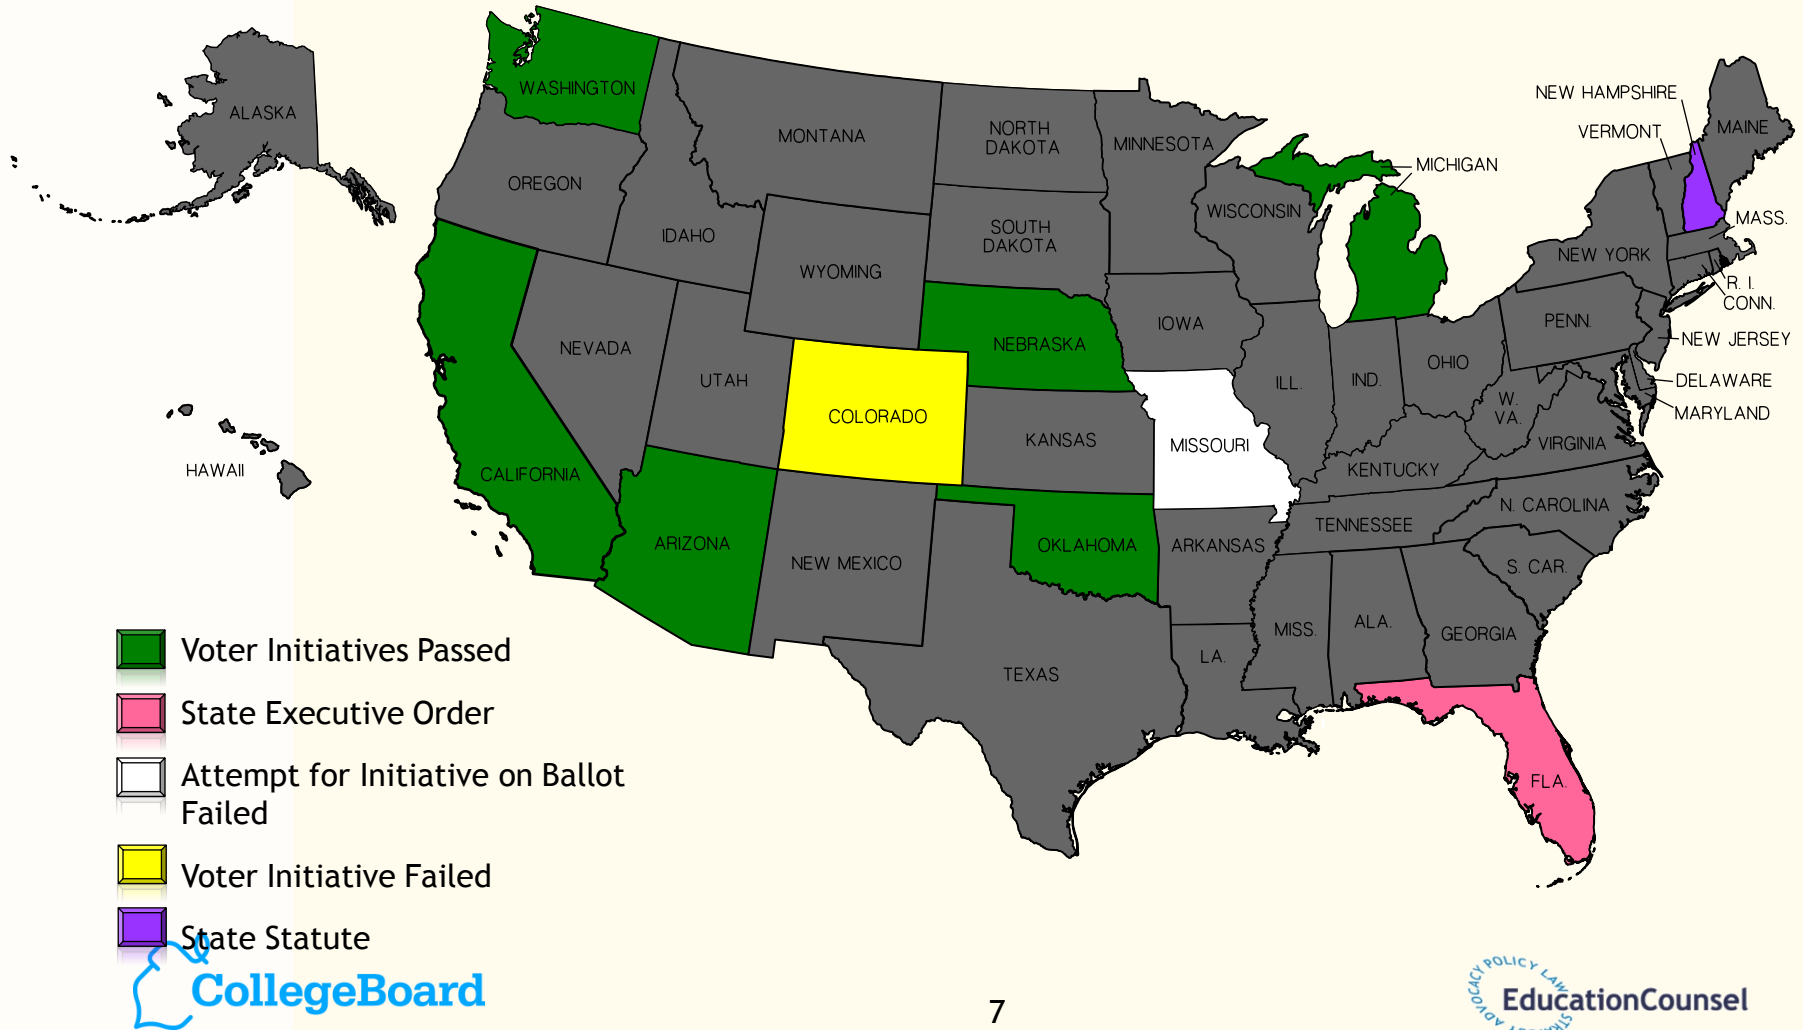 WASHINGTON
ALASKA
MONTANA
NORTH
DAKOTA
MINNESOTA
NEW HAMPSHIRE
VERMONT
MAINE
MICHIGAN
OREGON
IDAHO
SOUTH
DAKOTA
WISCONSIN
MASS.
NEW YORK
WYOMING
R. I.
CONN.
IOWA
PENN.
NEW JERSEY
NEVADA
NEBRASKA
OHIO
UTAH
ILL.
IND.
DELAWARE
W.
VA.
MARYLAND
COLORADO
KANSAS
MISSOURI
VIRGINIA
KENTUCKY
HAWAII
CALIFORNIA
N. CAROLINA
TENNESSEE
ARIZONA
OKLAHOMA
ARKANSAS
NEW MEXICO
S. CAR.
MISS.
ALA.
GEORGIA
LA.
TEXAS
FLA.
Voter Initiatives Passed
State Executive Order
Attempt for Initiative on Ballot
Failed
Voter Initiative Failed
State Statute
CollegeBoard
7
ADVOCACY POLICY LAW
EducationCounsel